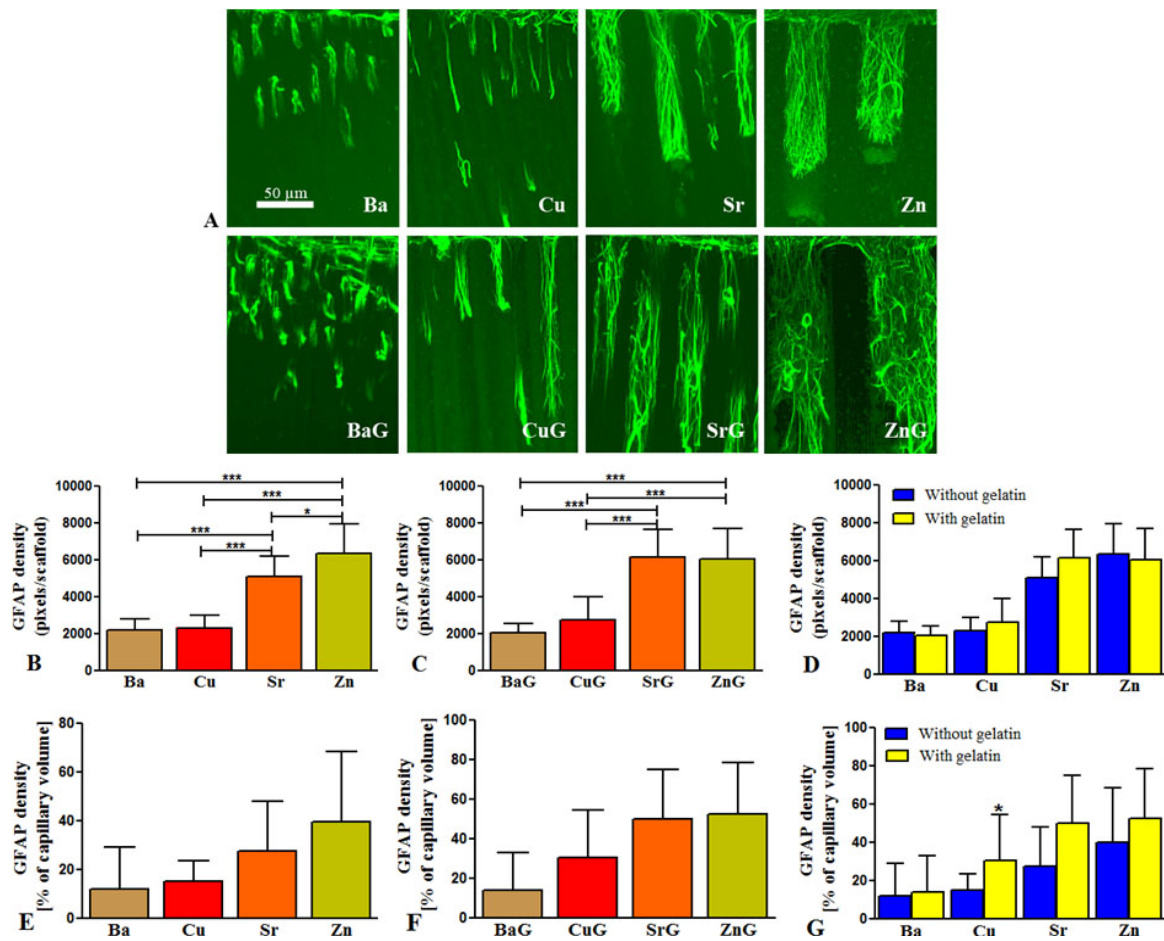 50 µm
Ba
Cu
Sr
Zn
A
BaG
CuG
SrG
ZnG
GFAP density
(pixels/scaffold)
10000
8000
6000
4000
2000
0
***
***
*
***
***
B
Ba
Cu
Sr
Zn
GFAP density
(pixels/scaffold)
10000
8000
6000
4000
2000
0
***
***
***
***
C
BaG
CuG
SrG
ZnG
GFAP density
(pixels/scaffold)
10000
8000
6000
4000
2000
0
Without gelatin
With gelatin
D
Ba
Cu
Sr
Zn
GFAP density
[% of capillary volume]
80
60
40
20
0
E
Ba
Cu
Sr
Zn
GFAP density
[% of capillary volume]
100
80
60
40
20
0
F
BaG
CuG
SrG
ZnG
GFAP density
[% of capillary volume]
100
80
60
40
20
0
Without gelatin
With gelatin
*
G
Ba
Cu
Sr
Zn